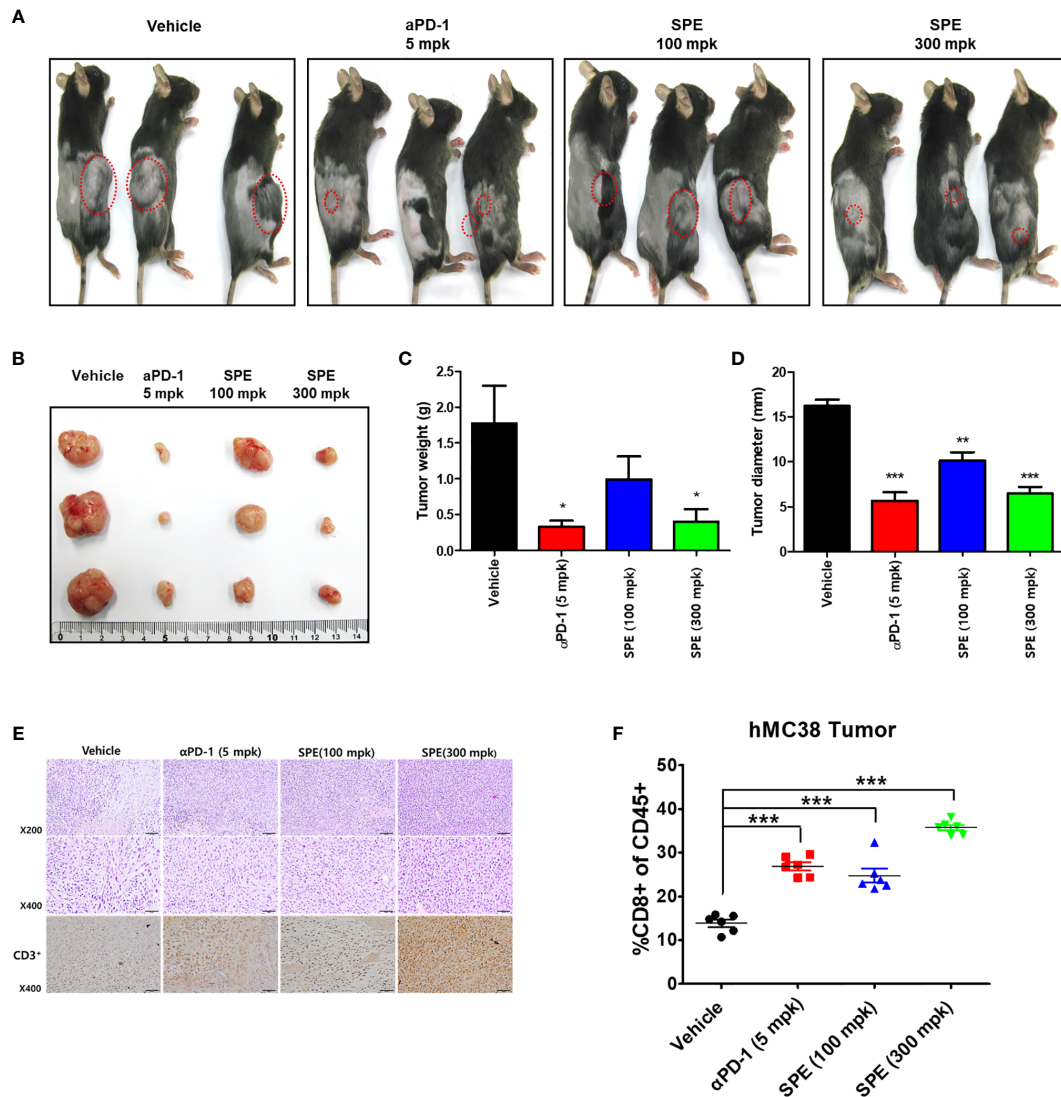 A
Vehicle
aPD-1
5 mpk
SPE
100 mpk
SPE
300 mpk
B
Vehicle
aPD-1
5 mpk
SPE
100 mpk
SPE
300 mpk
0 1 2 3 4 5 6 7 8 9 10 11 12 13 14
C
Tumor weight (g)
2.5
2.0
1.5
1.0
0.5
0.0
*
*
Vehicle
αPD-1 (5 mpk)
SPE (100 mpk)
SPE (300 mpk)
D
Tumor diameter (mm)
20
15
10
5
0
***
**
***
Vehicle
αPD-1 (5 mpk)
SPE (100 mpk)
SPE (300 mpk)
E
Vehicle
αPD-1 (5 mpk)
SPE(100 mpk)
SPE(300 mpk)
X200
X400
CD3⁺
X400
F
hMC38 Tumor
%CD8+ of CD45+
50
40
30
20
10
0
***
***
***
Vehicle
αPD-1 (5 mpk)
SPE (100 mpk)
SPE (300 mpk)